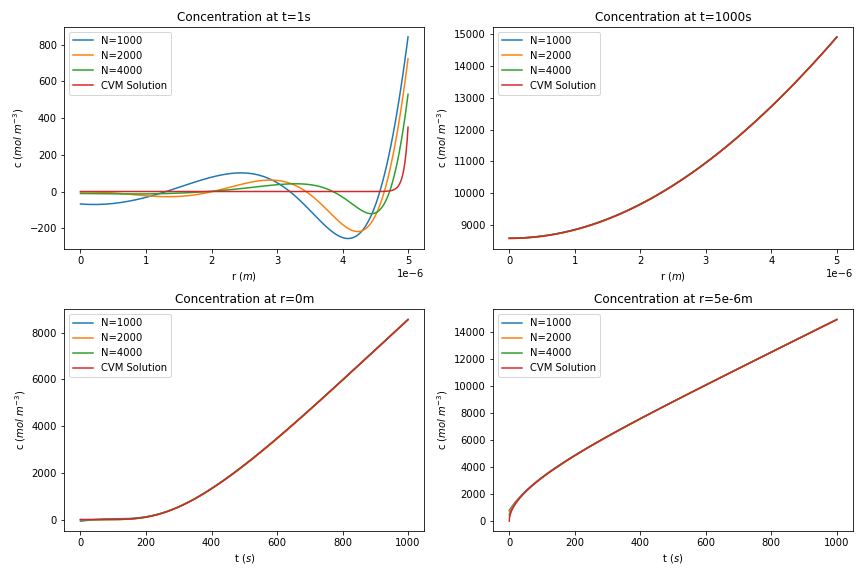 Concentration at t=1s
N=1000
N=2000
N=4000
CVM Solution
800
600
400
200
0
−200
c (mol m⁻³)
0 1 2 3 4 5
1e−6
r (m)
Concentration at t=1000s
N=1000
N=2000
N=4000
CVM Solution
15000
14000
13000
12000
11000
10000
9000
c (mol m⁻³)
0 1 2 3 4 5
1e−6
r (m)
Concentration at r=0m
N=1000
N=2000
N=4000
CVM Solution
8000
6000
4000
2000
0
c (mol m⁻³)
0 200 400 600 800 1000
t (s)
Concentration at r=5e-6m
N=1000
N=2000
N=4000
CVM Solution
14000
12000
10000
8000
6000
4000
2000
0
c (mol m⁻³)
0 200 400 600 800 1000
t (s)